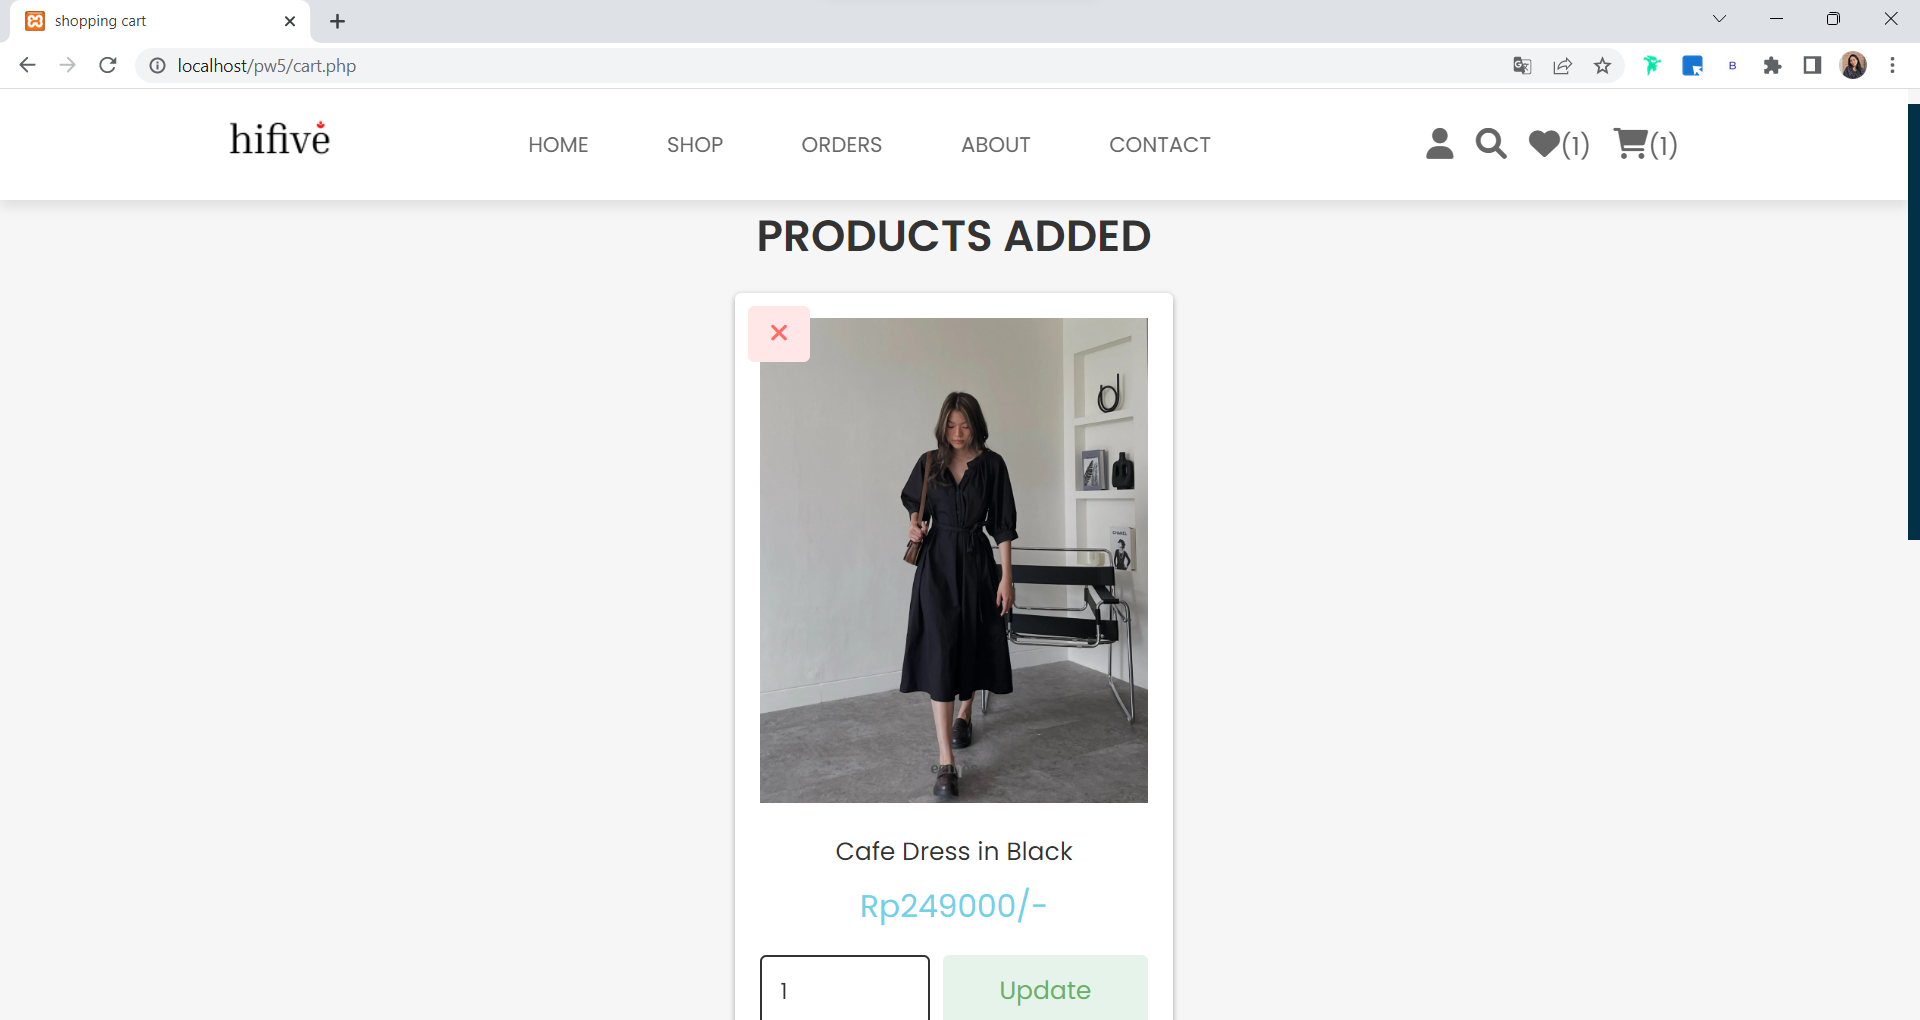 shopping cart
localhost/pw5/cart.php
B
hifive
HOME
SHOP
ORDERS
ABOUT
CONTACT
(1)
(1)
PRODUCTS ADDED
CHANEL
Cafe Dress in Black
Rp249000/-
1
Update